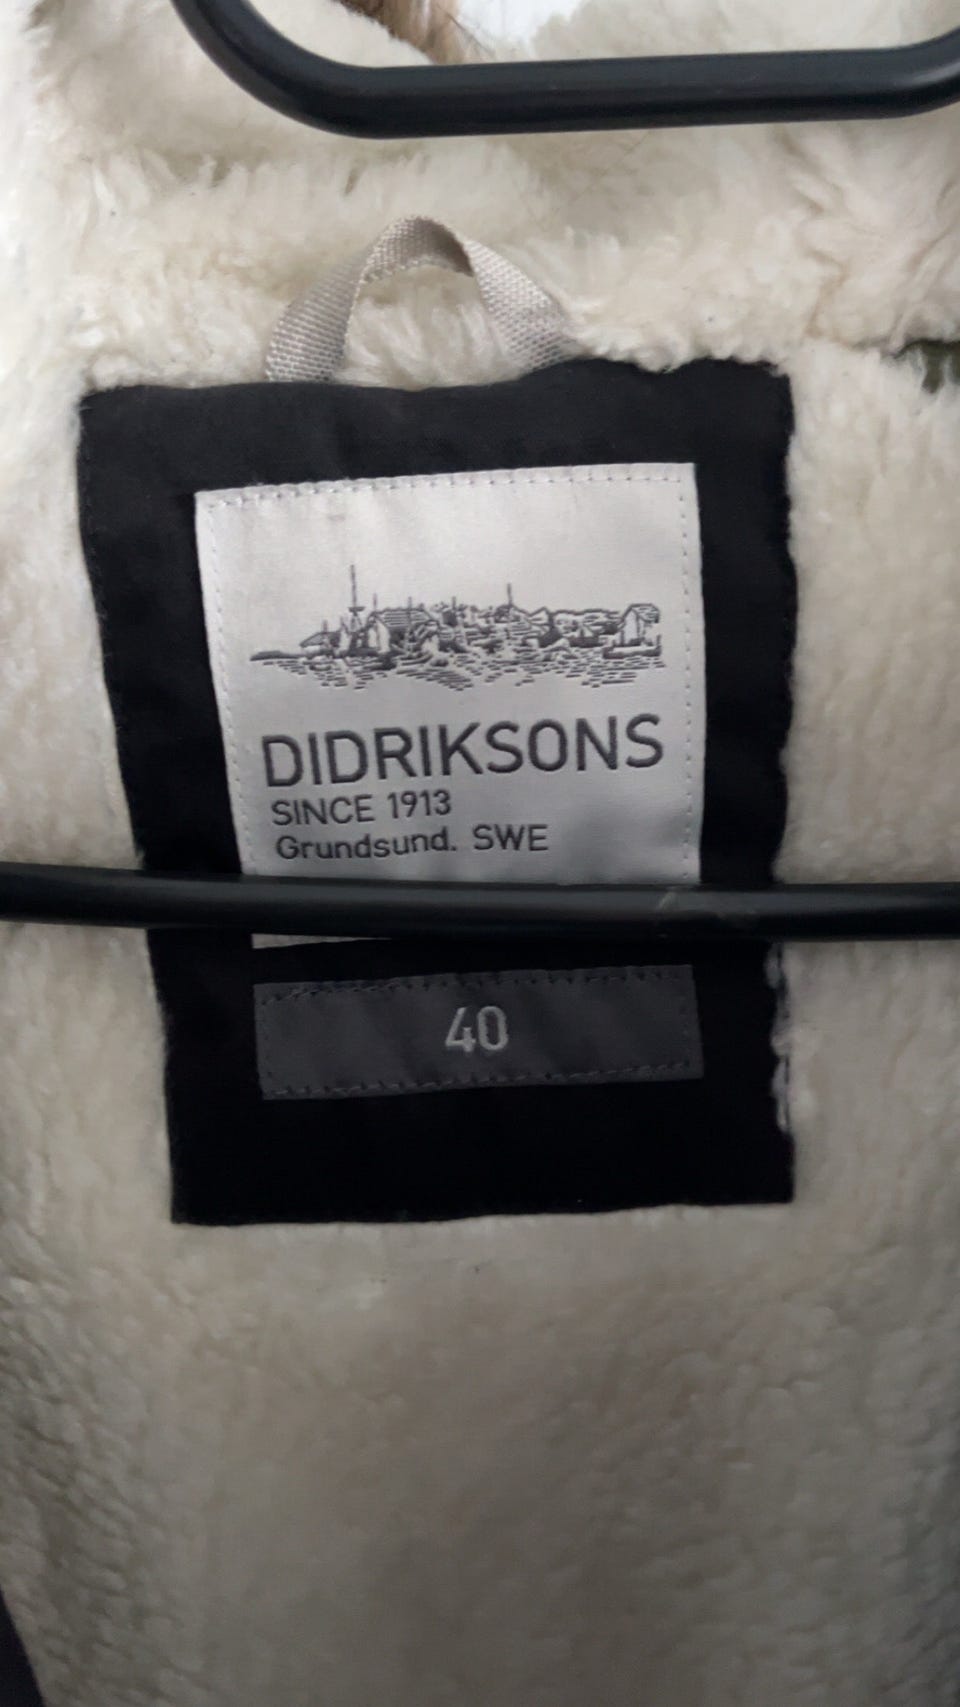 DIDRIKSONS
SINCE 1913
Grundsund. SWE
40